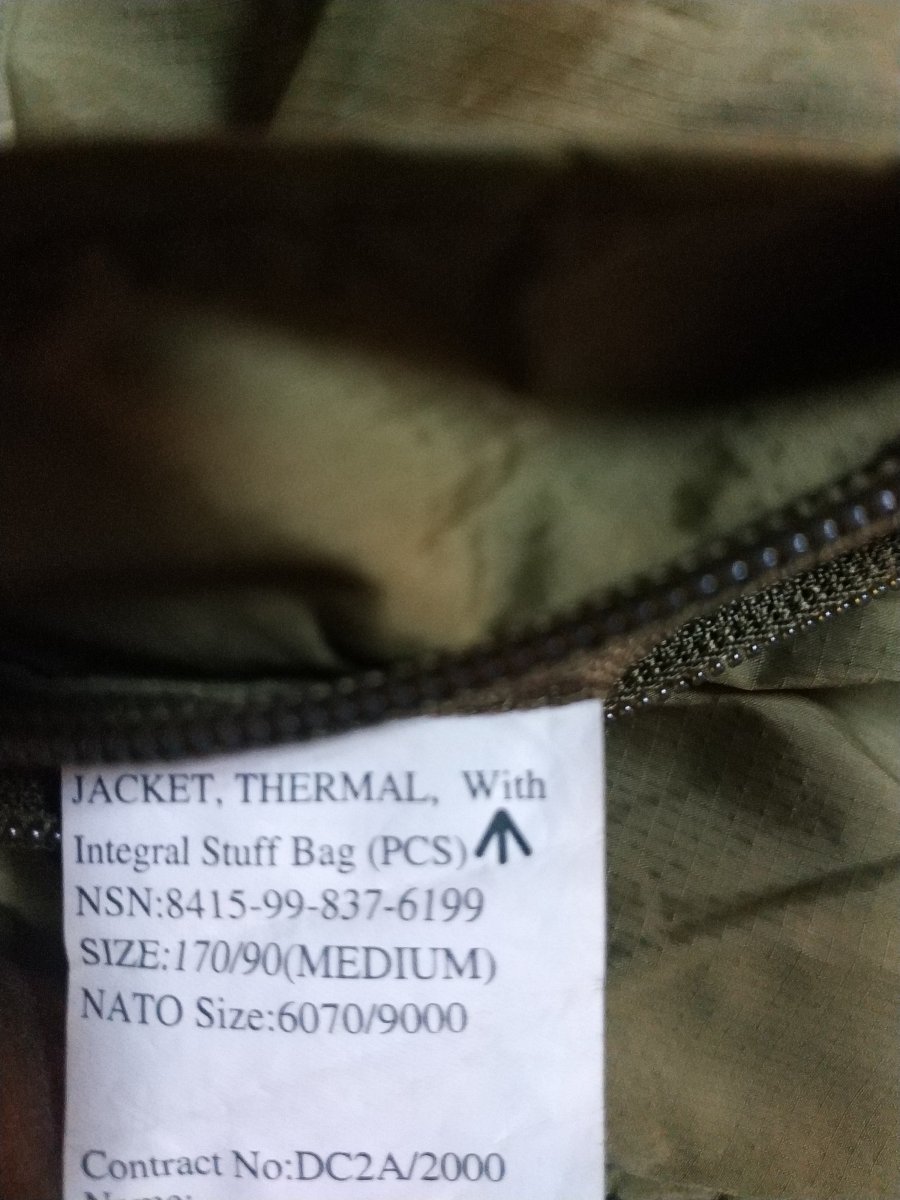 JACKET, THERMAL, With
Integral Stuff Bag (PCS)
NSN:8415-99-837-6199
SIZE:170/90(MEDIUM)
NATO Size:6070/9000
Contract No:DC2A/2000
Name: